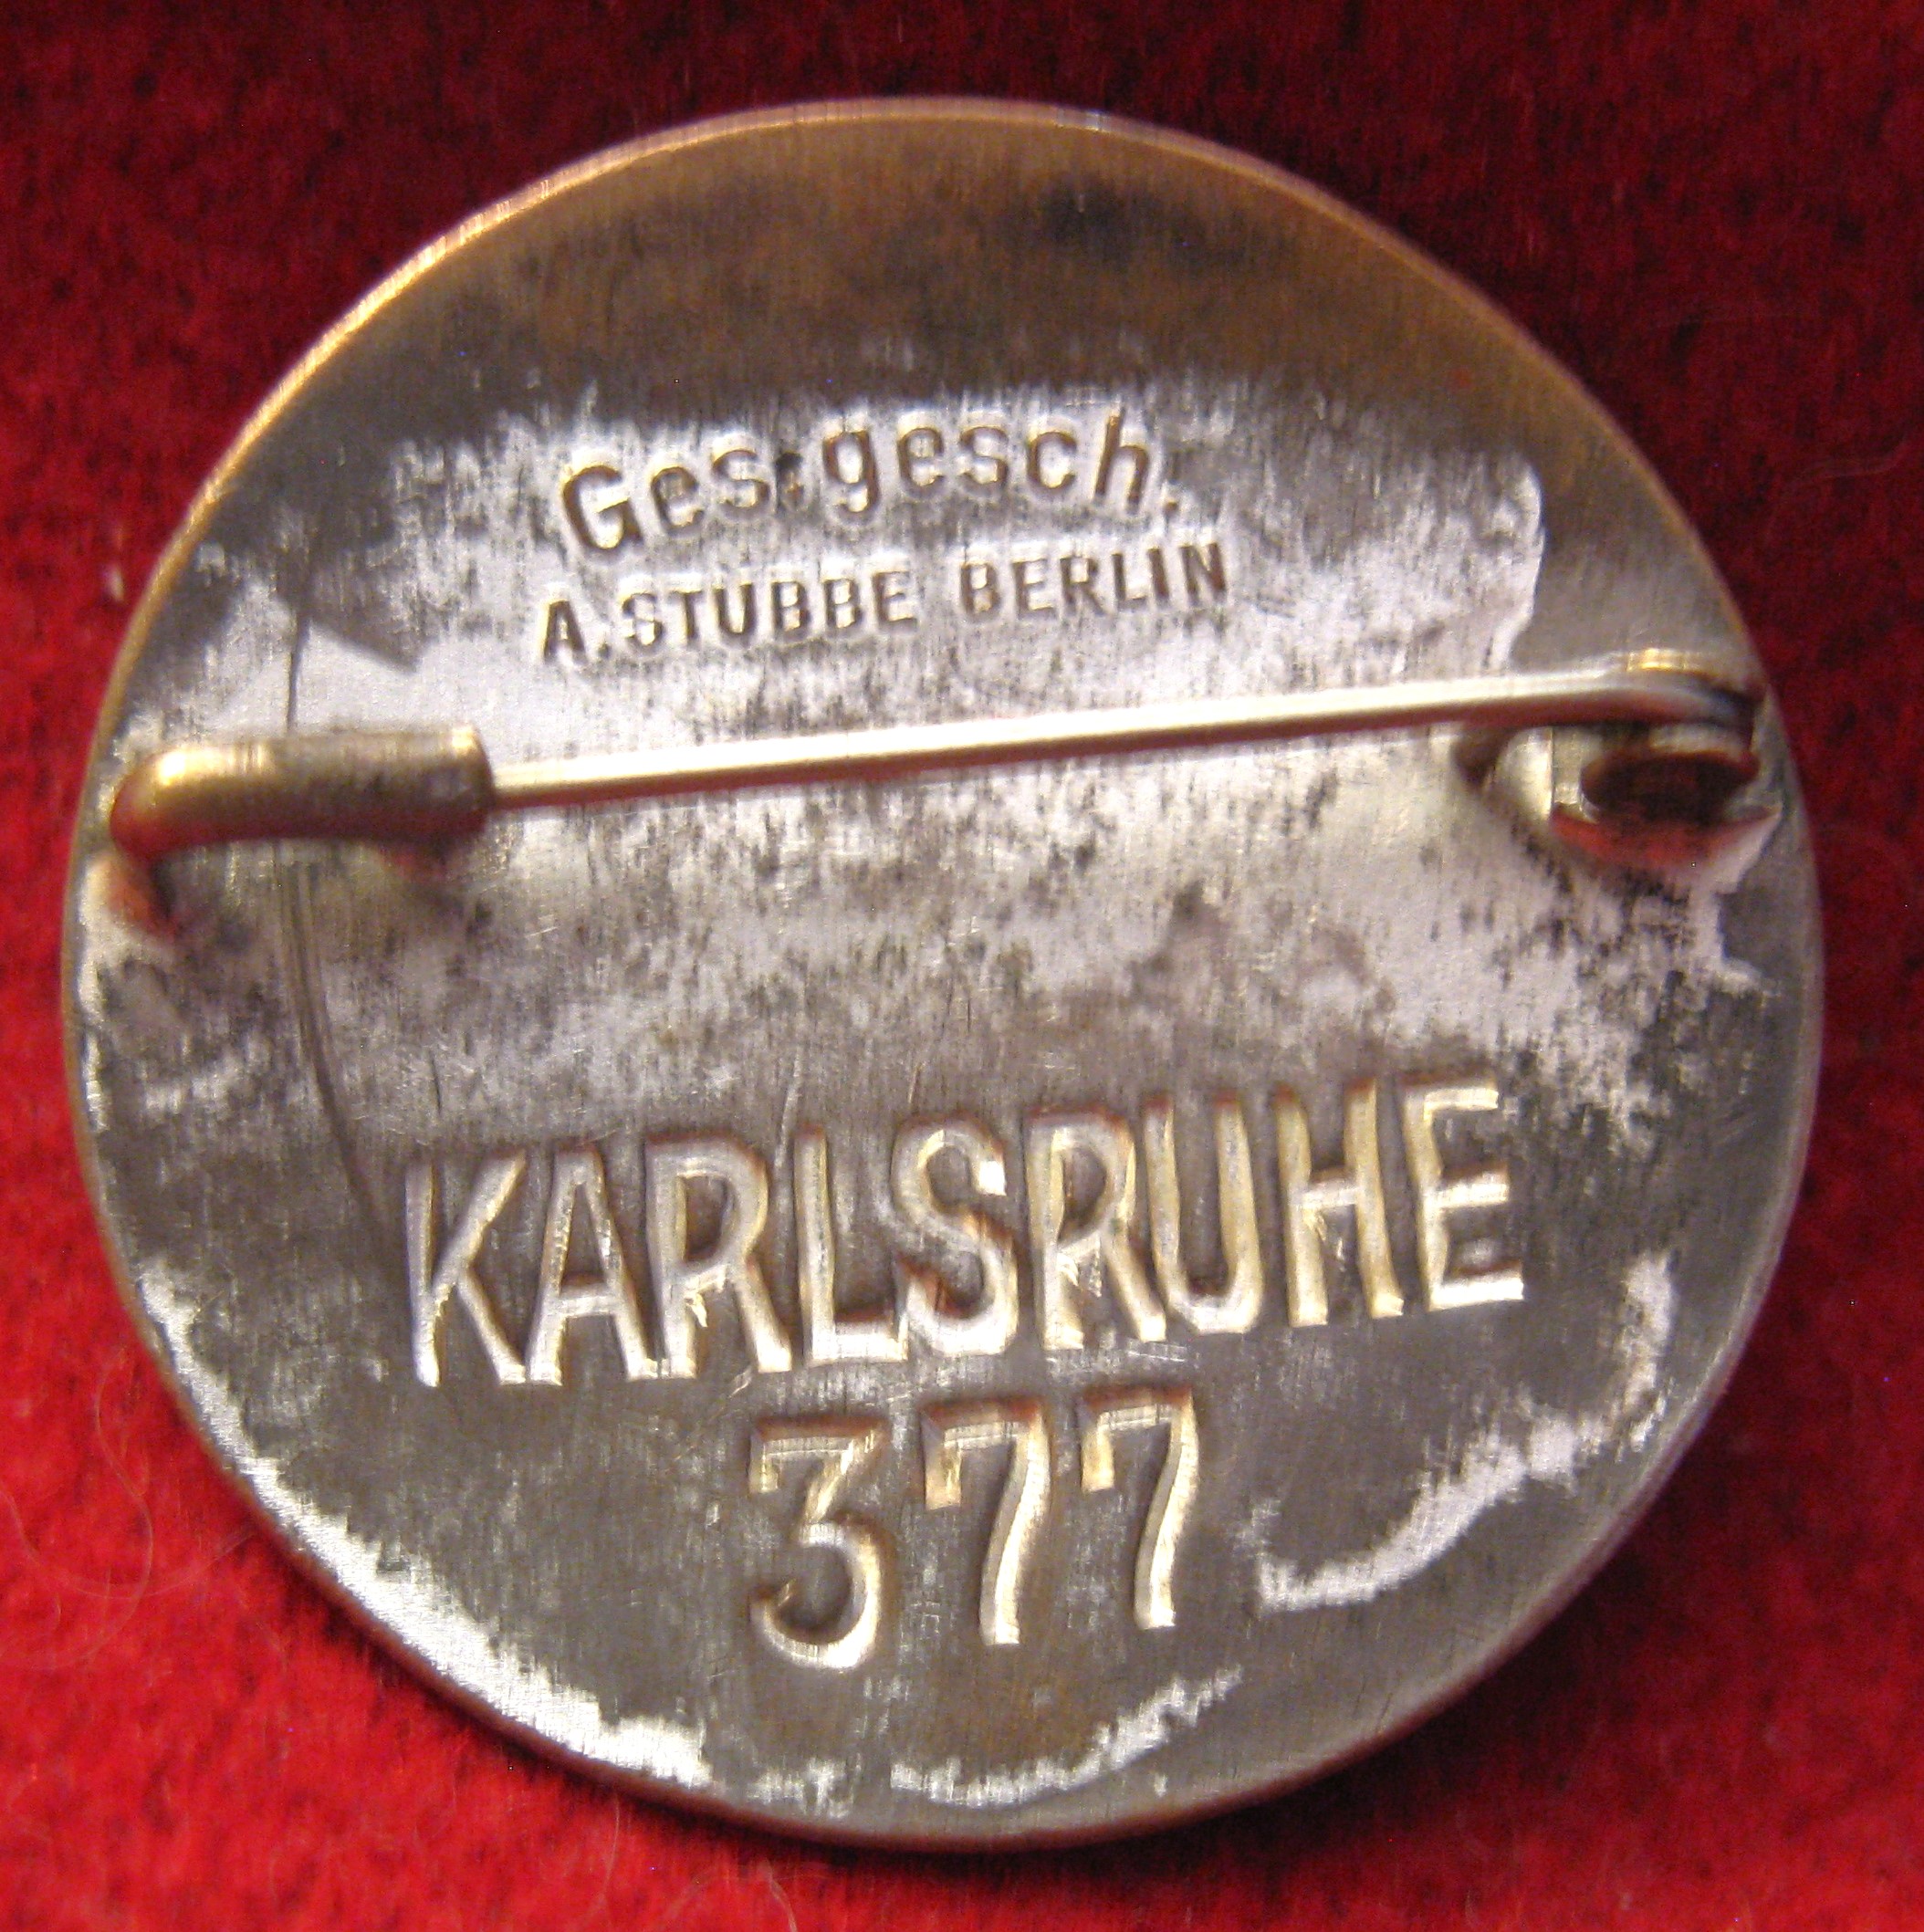 Ges. gesch.
A. STUBBE BERLIN
KARLSRUHE
377